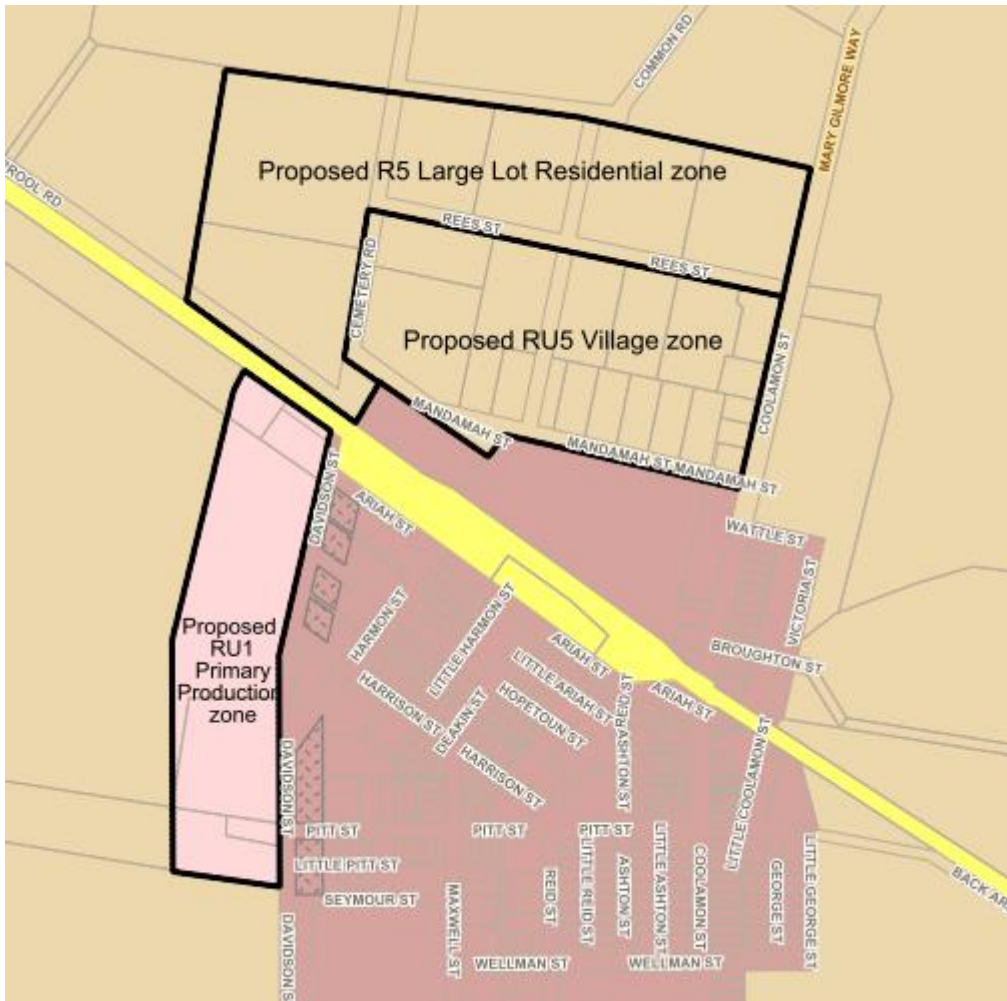 COMMON RD
MARY GILMORE WAY
Proposed R5 Large Lot Residential zone
ROOL RD
REES ST
REES ST
CEMETERY RD
Proposed RU5 Village zone
COOLAMON ST
MANDAMAH ST
MANDAMAH ST
MANDAMAH ST
DAVIDSON ST
ARIAH ST
WATTLE ST
VICTORIA ST
BROUGHTON ST
HARMON ST
LITTLE HARMON ST
ARIAH ST
LITTLE ARIAH ST
REID ST
ARIAH ST
Proposed
RU1
Primary
Production
zone
HARRISON ST
DEAKIN ST
HOPETOUN ST
HARRISON ST
ASHTON ST
LITTLE COOLAMON ST
DAVIDSON ST
PITT ST
PITT ST
PITT ST
LITTLE PITT ST
SEYMOUR ST
MAXWELL ST
REID ST
LITTLE REID ST
ASHTON ST
LITTLE ASHTON ST
COOLAMON ST
GEORGE ST
LITTLE GEORGE ST
BACK AR
DAVIDSON S
WELLMAN ST
WELLMAN ST